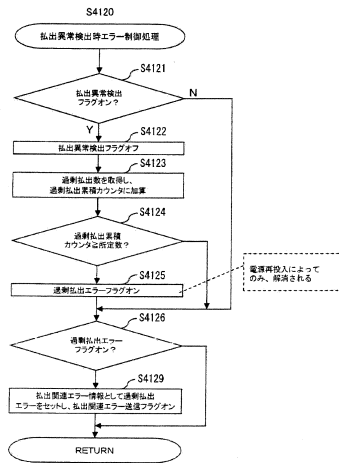 S4120
払出異常検出時エラー制御処理
S4121
払出異常検出
フラグオン?
N
Y
S4122
払出異常検出フラグオフ
S4123
過剰払出数を取得し、
過剰払出累積カウンタに加算
S4124
過剰払出累積
カウンタ≧所定数?
S4125
過剰払出エラーフラグオン
電源再投入によって
のみ、解消される
S4126
過剰払出エラー
フラグオン?
S4129
払出関連エラー情報として過剰払出
エラーをセットし、払出関連エラー送信フラグオン
RETURN